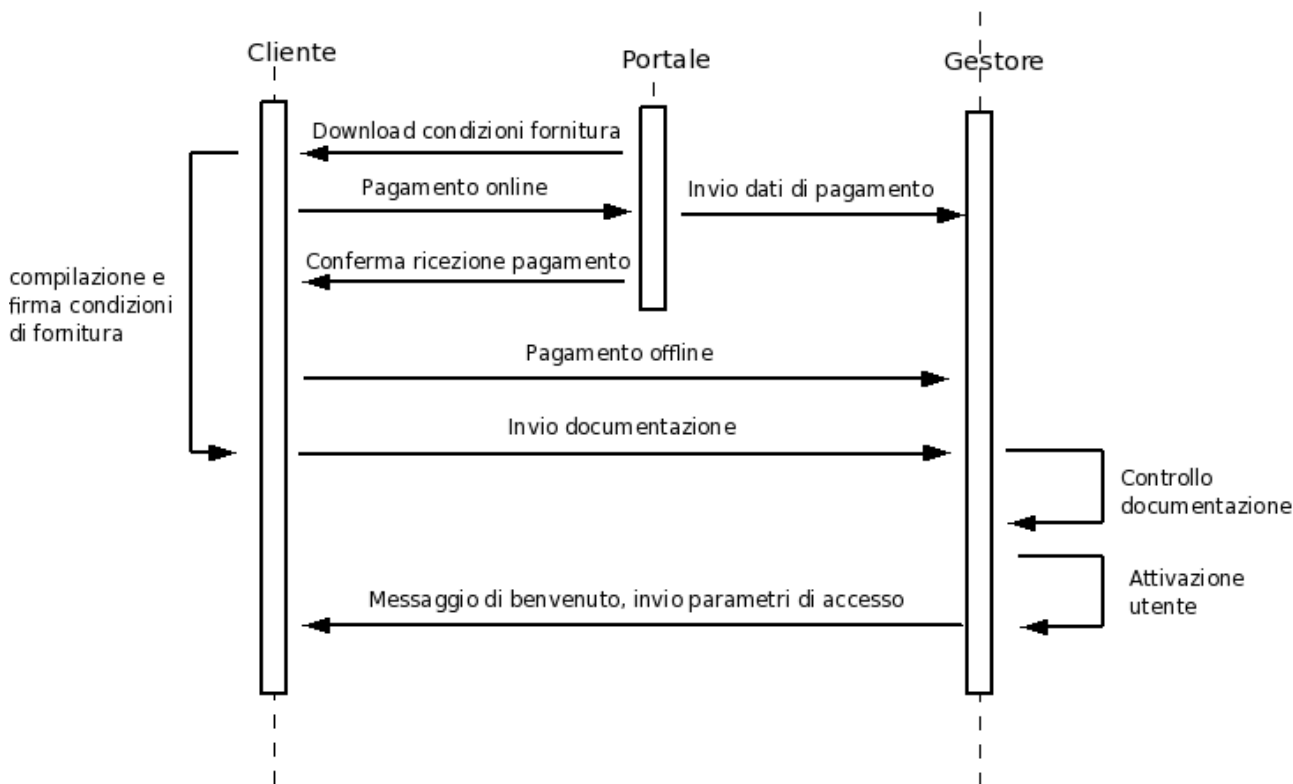 Cliente
Portale
Gestore
Download condizioni fornitura
Pagamento online
Invio dati di pagamento
Conferma ricezione pagamento
compilazione e
firma condizioni
di fornitura
Pagamento offline
Invio documentazione
Controllo
documentazione
Attivazione
utente
Messaggio di benvenuto, invio parametri di accesso